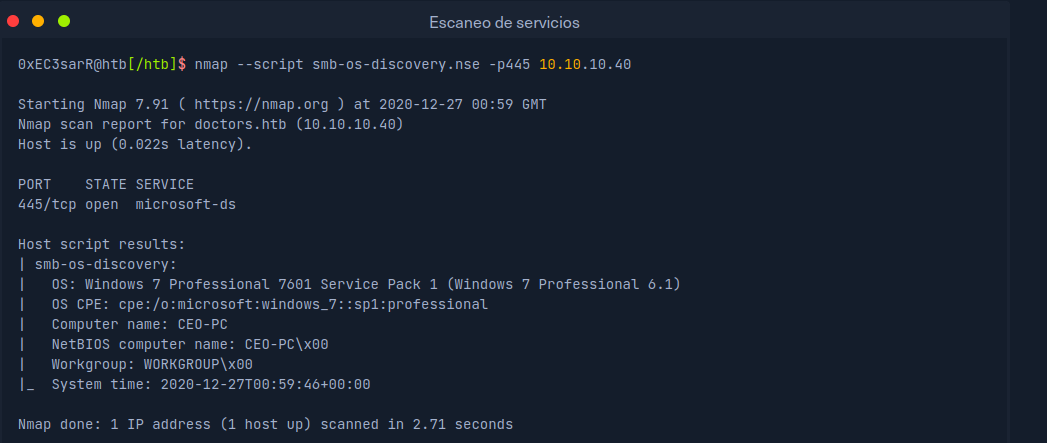 Escaneo de servicios
0xEC3sarR@htb[/htb]$ nmap --script smb-os-discovery.nse -p445 10.10.10.40
Starting Nmap 7.91 ( https://nmap.org ) at 2020-12-27 00:59 GMT
Nmap scan report for doctors.htb (10.10.10.40)
Host is up (0.022s latency).
PORT    STATE SERVICE
445/tcp open  microsoft-ds
Host script results:
| smb-os-discovery:
|   OS: Windows 7 Professional 7601 Service Pack 1 (Windows 7 Professional 6.1)
|   OS CPE: cpe:/o:microsoft:windows_7::sp1:professional
|   Computer name: CEO-PC
|   NetBIOS computer name: CEO-PC\x00
|   Workgroup: WORKGROUP\x00
|_  System time: 2020-12-27T00:59:46+00:00
Nmap done: 1 IP address (1 host up) scanned in 2.71 seconds